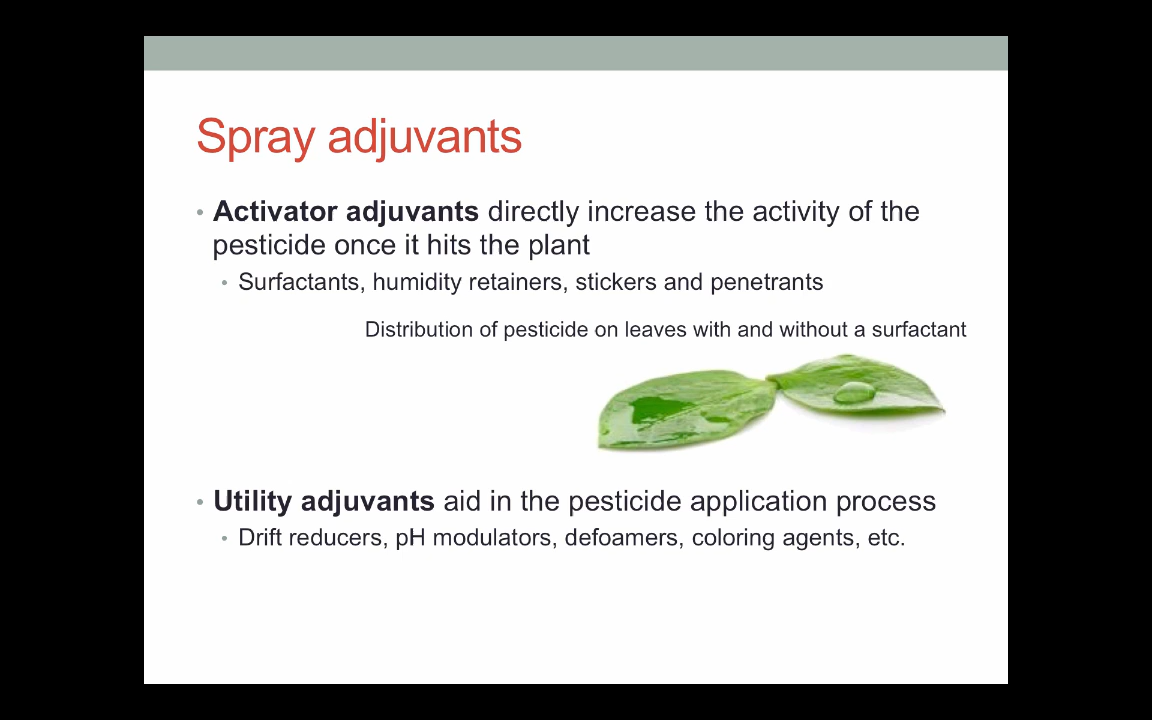 Spray adjuvants
• Activator adjuvants directly increase the activity of the
pesticide once it hits the plant
• Surfactants, humidity retainers, stickers and penetrants
Distribution of pesticide on leaves with and without a surfactant
• Utility adjuvants aid in the pesticide application process
• Drift reducers, pH modulators, defoamers, coloring agents, etc.